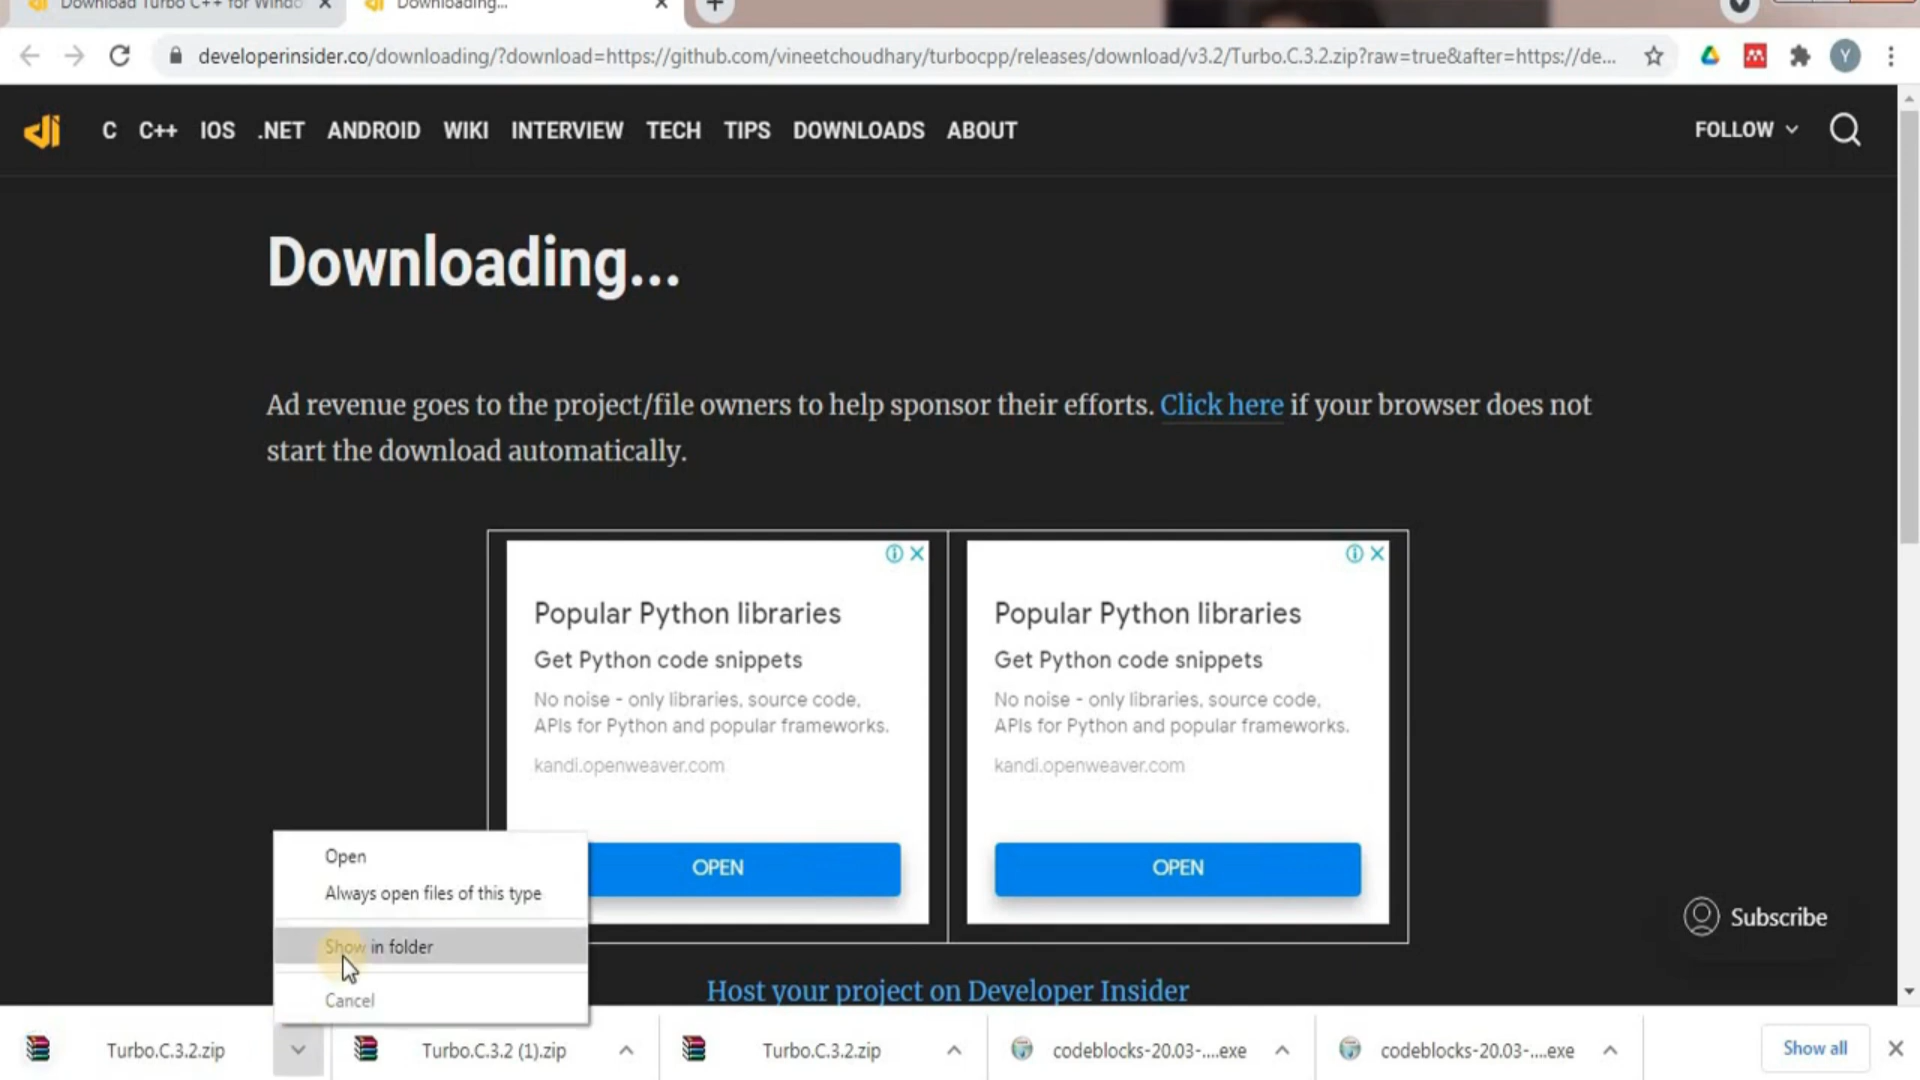 Download Turbo C++ for Windo
Downloading...
developerinsider.co/downloading/?download=https://github.com/vineetchoudhary/turbocpp/releases/download/v3.2/Turbo.C.3.2.zip?raw=true&after=https://de...
Y
C C++ IOS .NET ANDROID WIKI INTERVIEW TECH TIPS DOWNLOADS ABOUT
FOLLOW
Downloading...
Ad revenue goes to the project/file owners to help sponsor their efforts. Click here if your browser does not
start the download automatically.
Popular Python libraries
Get Python code snippets
No noise - only libraries, source code,
APIs for Python and popular frameworks.
kandi.openweaver.com
OPEN
Popular Python libraries
Get Python code snippets
No noise - only libraries, source code,
APIs for Python and popular frameworks.
kandi.openweaver.com
OPEN
Open
Always open files of this type
Show in folder
Cancel
Subscribe
Host your project on Developer Insider
Turbo.C.3.2.zip
Turbo.C.3.2 (1).zip
Turbo.C.3.2.zip
codeblocks-20.03-....exe
codeblocks-20.03-....exe
Show all